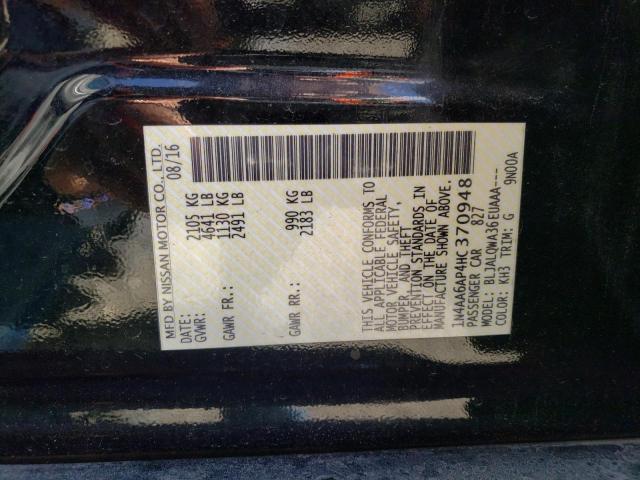 MFD BY NISSAN MOTOR CO., LTD.
DATE: 08/16
GVWR: 2105 KG
4641 LB
GAWR FR.: 1130 KG
2491 LB
GAWR RR.: 990 KG
2183 LB
THIS VEHICLE CONFORMS TO
ALL APPLICABLE FEDERAL
MOTOR VEHICLE SAFETY,
BUMPER, AND THEFT
PREVENTION STANDARDS IN
EFFECT ON THE DATE OF
MANUFACTURE SHOWN ABOVE.
1N4AA6AP4HC370948
PASSENGER CAR 827
MODEL: BLJALQWA36EUAAA---
COLOR: KH3 TRIM: G 9N00A